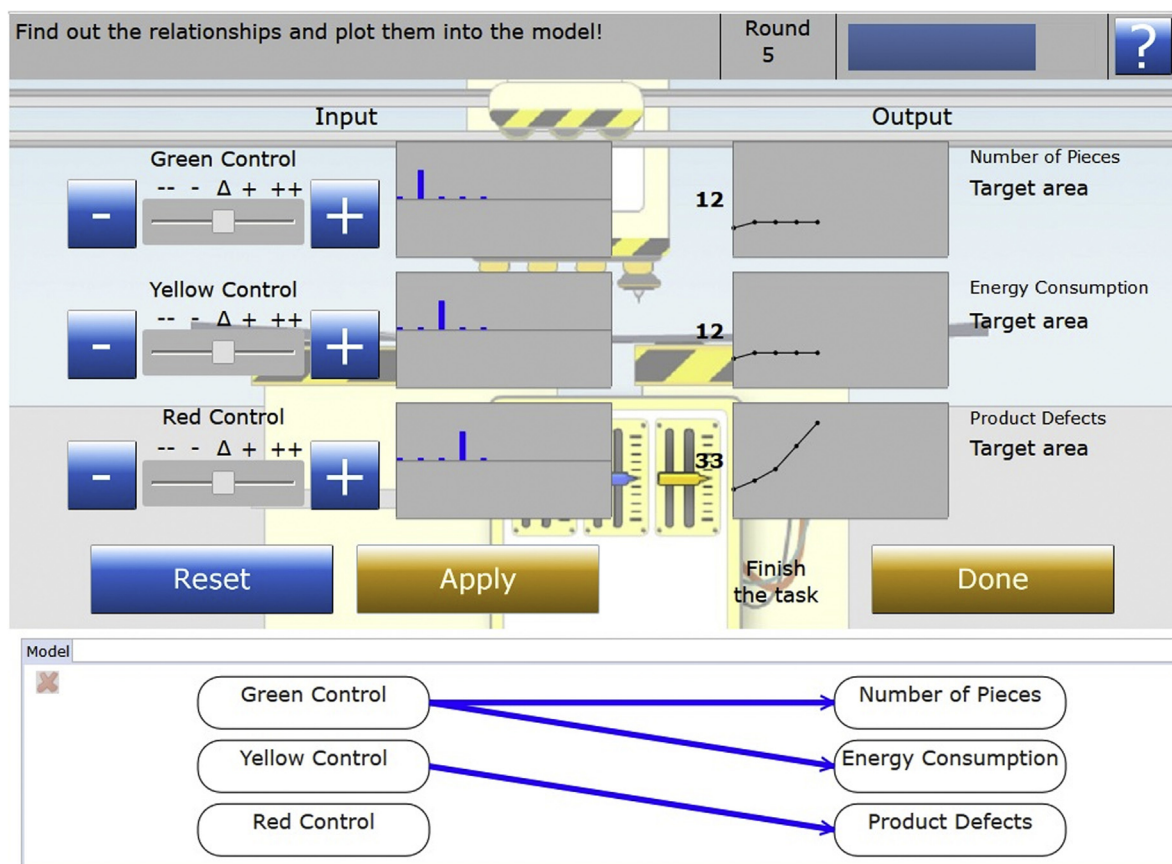 Find out the relationships and plot them into the model!
Round
5
?
Input
Output
Green Control
-- - Δ + ++
-
+
12
Number of Pieces
Target area
Yellow Control
-- - Δ + ++
-
+
12
Energy Consumption
Target area
Red Control
-- - Δ + ++
-
+
33
Product Defects
Target area
Reset
Apply
Finish
the task
Done
Model
Green Control
Number of Pieces
Yellow Control
Energy Consumption
Red Control
Product Defects